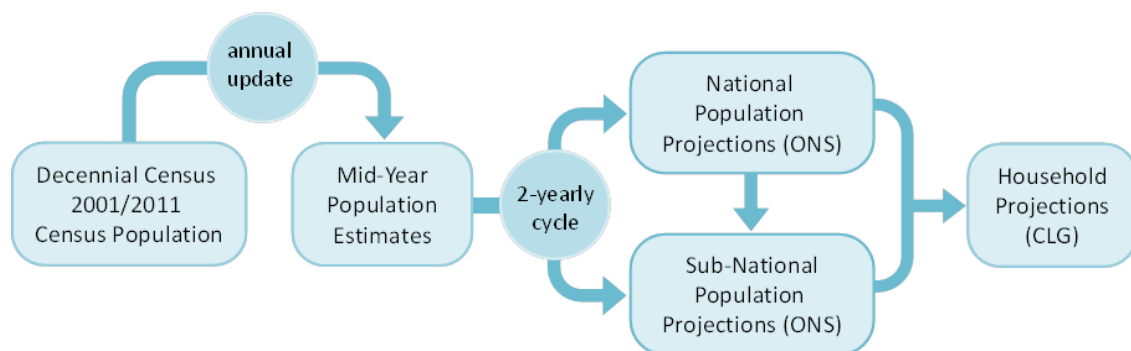 annual
update
Decennial Census
2001/2011
Census Population
Mid-Year
Population
Estimates
2-yearly
cycle
National
Population
Projections (ONS)
Sub-National
Population
Projections (ONS)
Household
Projections
(CLG)